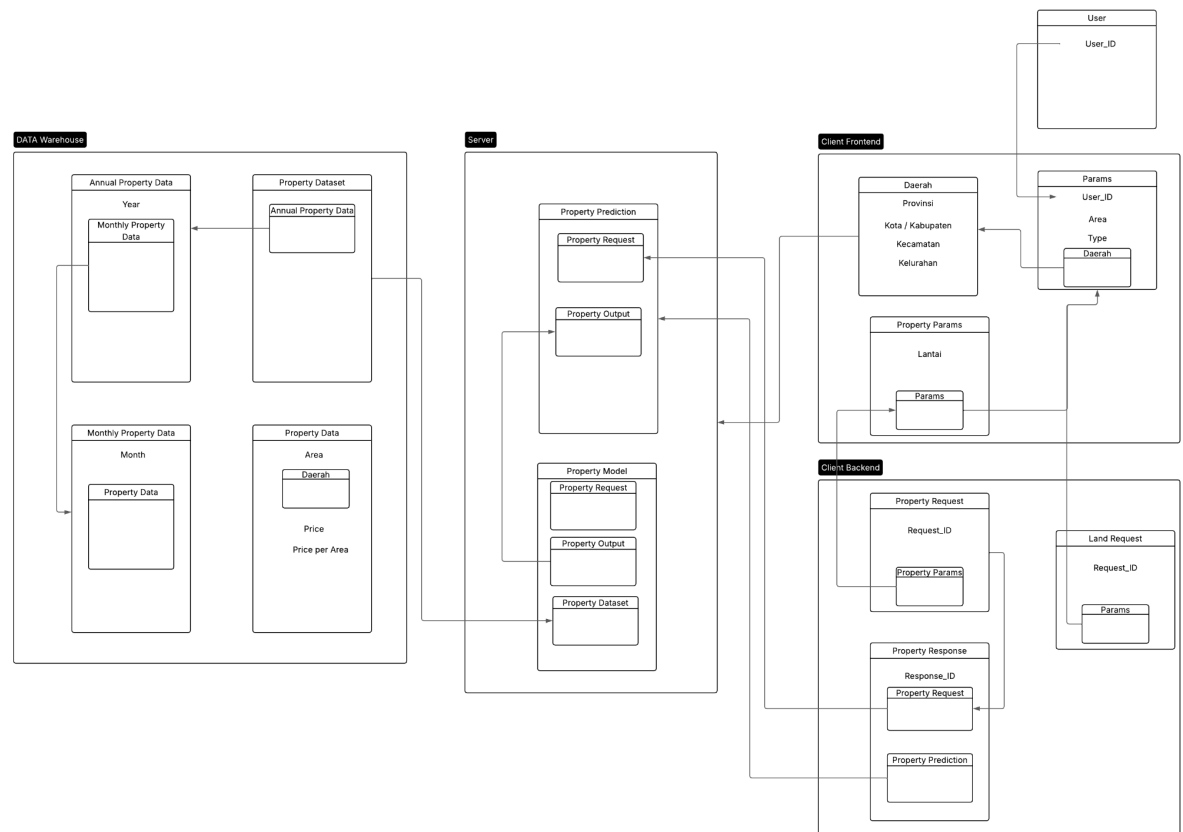 User
User_ID
DATA Warehouse
Annual Property Data
Year
Monthly Property
Data
Property Dataset
Annual Property Data
Monthly Property Data
Month
Property Data
Property Data
Area
Daerah
Price
Price per Area
Server
Property Prediction
Property Request
Property Output
Property Model
Property Request
Property Output
Property Dataset
Client Frontend
Daerah
Provinsi
Kota / Kabupaten
Kecamatan
Kelurahan
Params
User_ID
Area
Type
Daerah
Property Params
Lantai
Params
Client Backend
Property Request
Request_ID
Property Params
Land Request
Request_ID
Params
Property Response
Response_ID
Property Request
Property Prediction